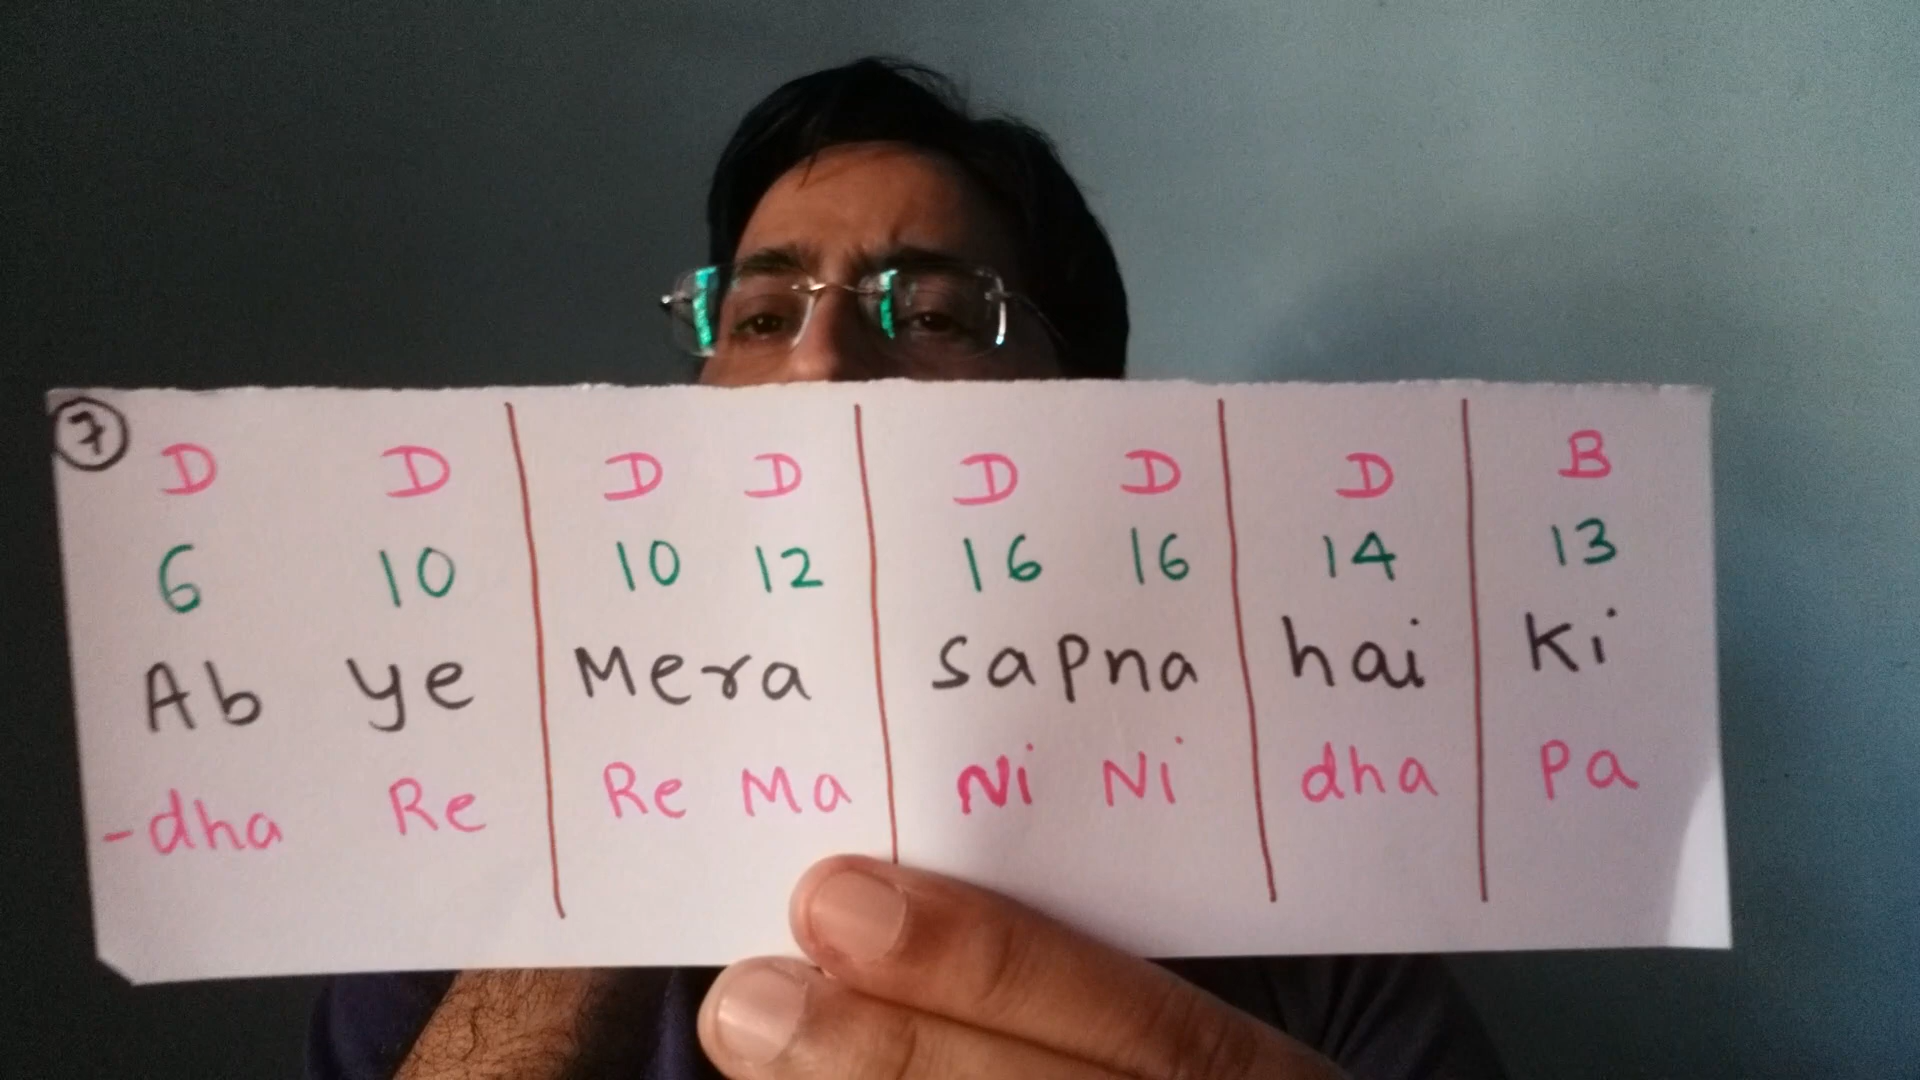 7
D D D D D D D B
6 10 10 12 16 16 14 13
Ab ye Mera Sapna hai Ki
-dha Re Re Ma Ni Ni dha Pa